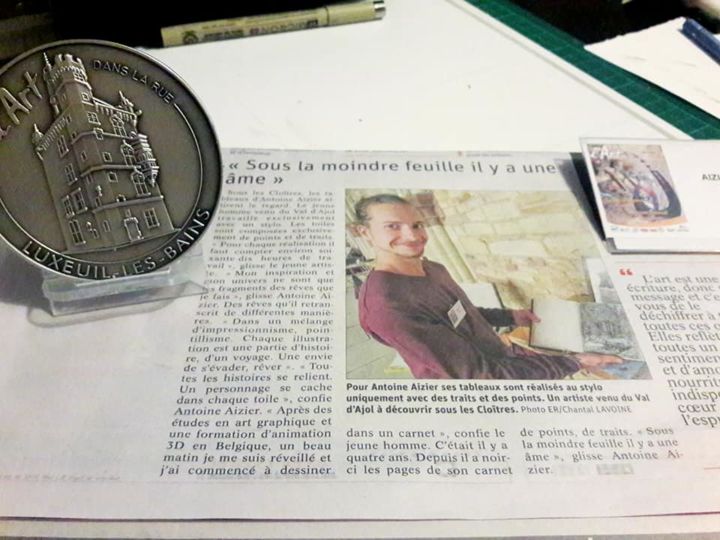 Art
DANS LA RUE
LUXEUIL-LES-BAINS
« Sous la moindre feuille il y a une
âme »
Sous les Cloîtres, les ta-
bleaux d'Antoine Aizier at-
tirent le regard. Le jeune
homme venu du Val d'Ajol
travaille exclusivement
avec un stylo. Les toiles
sont composées exclusive-
ment de points et de traits.
« Pour chaque réalisation il
faut compter environ soi
xante dix heures de tra-
vail », glisse le jeune artis-
te. « Mon inspiration et
mon univers ne sont que
des fragments des rêves que
je fais », glisse Antoine Ai-
zier. Des rêves qu'il retran-
scrit de différentes maniè-
res. « Dans un mélange
d'impressionnisme, poin-
tillisme. Chaque illustra-
tion est une partie d'histoi-
re, d'un voyage. Une envie
de s'évader, rêver ». « Tou-
tes les histoires se relient.
Un personnage se cache
dans chaque toile », confie
Antoine Aizier. « Après des
études en art graphique et
une formation d'animation
3D en Belgique, un beau
matin je me suis réveillé et
j'ai commencé à dessiner
Pour Antoine Aizier ses tableaux sont réalisés au stylo
uniquement avec des traits et des points. Un artiste venu du Val
d'Ajol à découvrir sous les Cloîtres. Photo ER/Chantal LAVOINE
dans un carnet », confie le
jeune homme. C'était il y a
quatre ans. Depuis il a noir-
ci les pages de son carnet
de points, de traits. « Sous
la moindre feuille il y a une
âme », glisse Antoine Ai-
zier.
AIZI
“
L'art est une
écriture, donc
message et c'e
vous de le
déchiffrer a
toutes ces
Elles reflèt
toutes un
sentiment
et d'amo
nourrit
indisp
cœur
l'espr